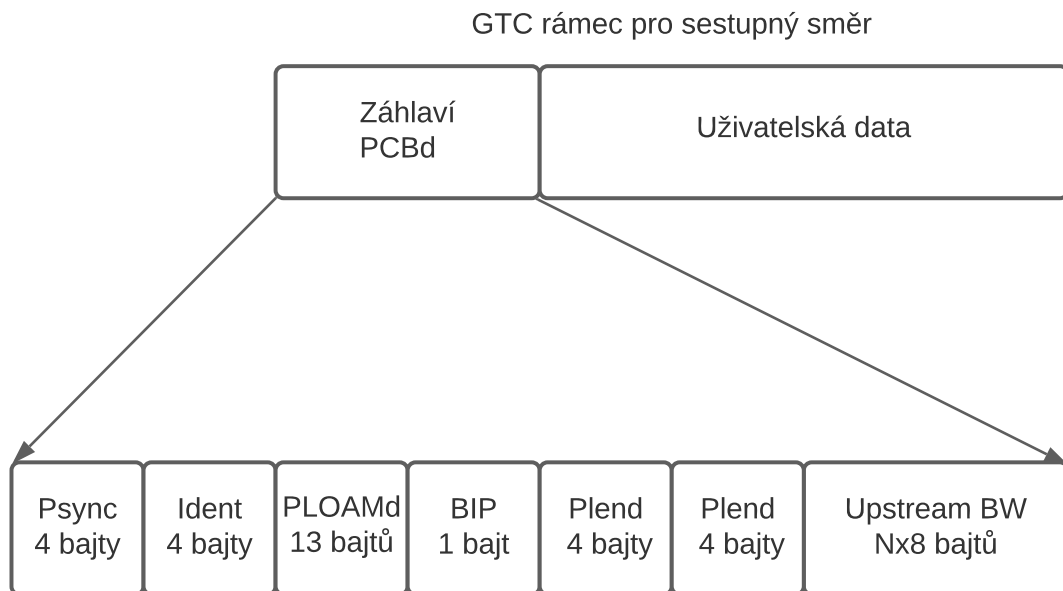 GTC rámec pro sestupný směr
Záhlaví
PCBd
Uživatelská data
Psync
4 bajty
Ident
4 bajty
PLOAMd
13 bajtů
BIP
1 bajt
Plend
4 bajty
Plend
4 bajty
Upstream BW
Nx8 bajtů